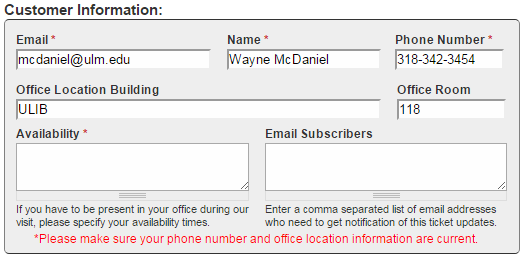 Customer Information:
Email * Name * Phone Number *
mcdaniel@ulm.edu Wayne McDaniel 318-342-3454
Office Location Building Office Room
ULIB 118
Availability * Email Subscribers
If you have to be present in your office during our
visit, please specify your availability times.
Enter a comma separated list of email addresses
who need to get notification of this ticket updates.
*Please make sure your phone number and office location information are current.